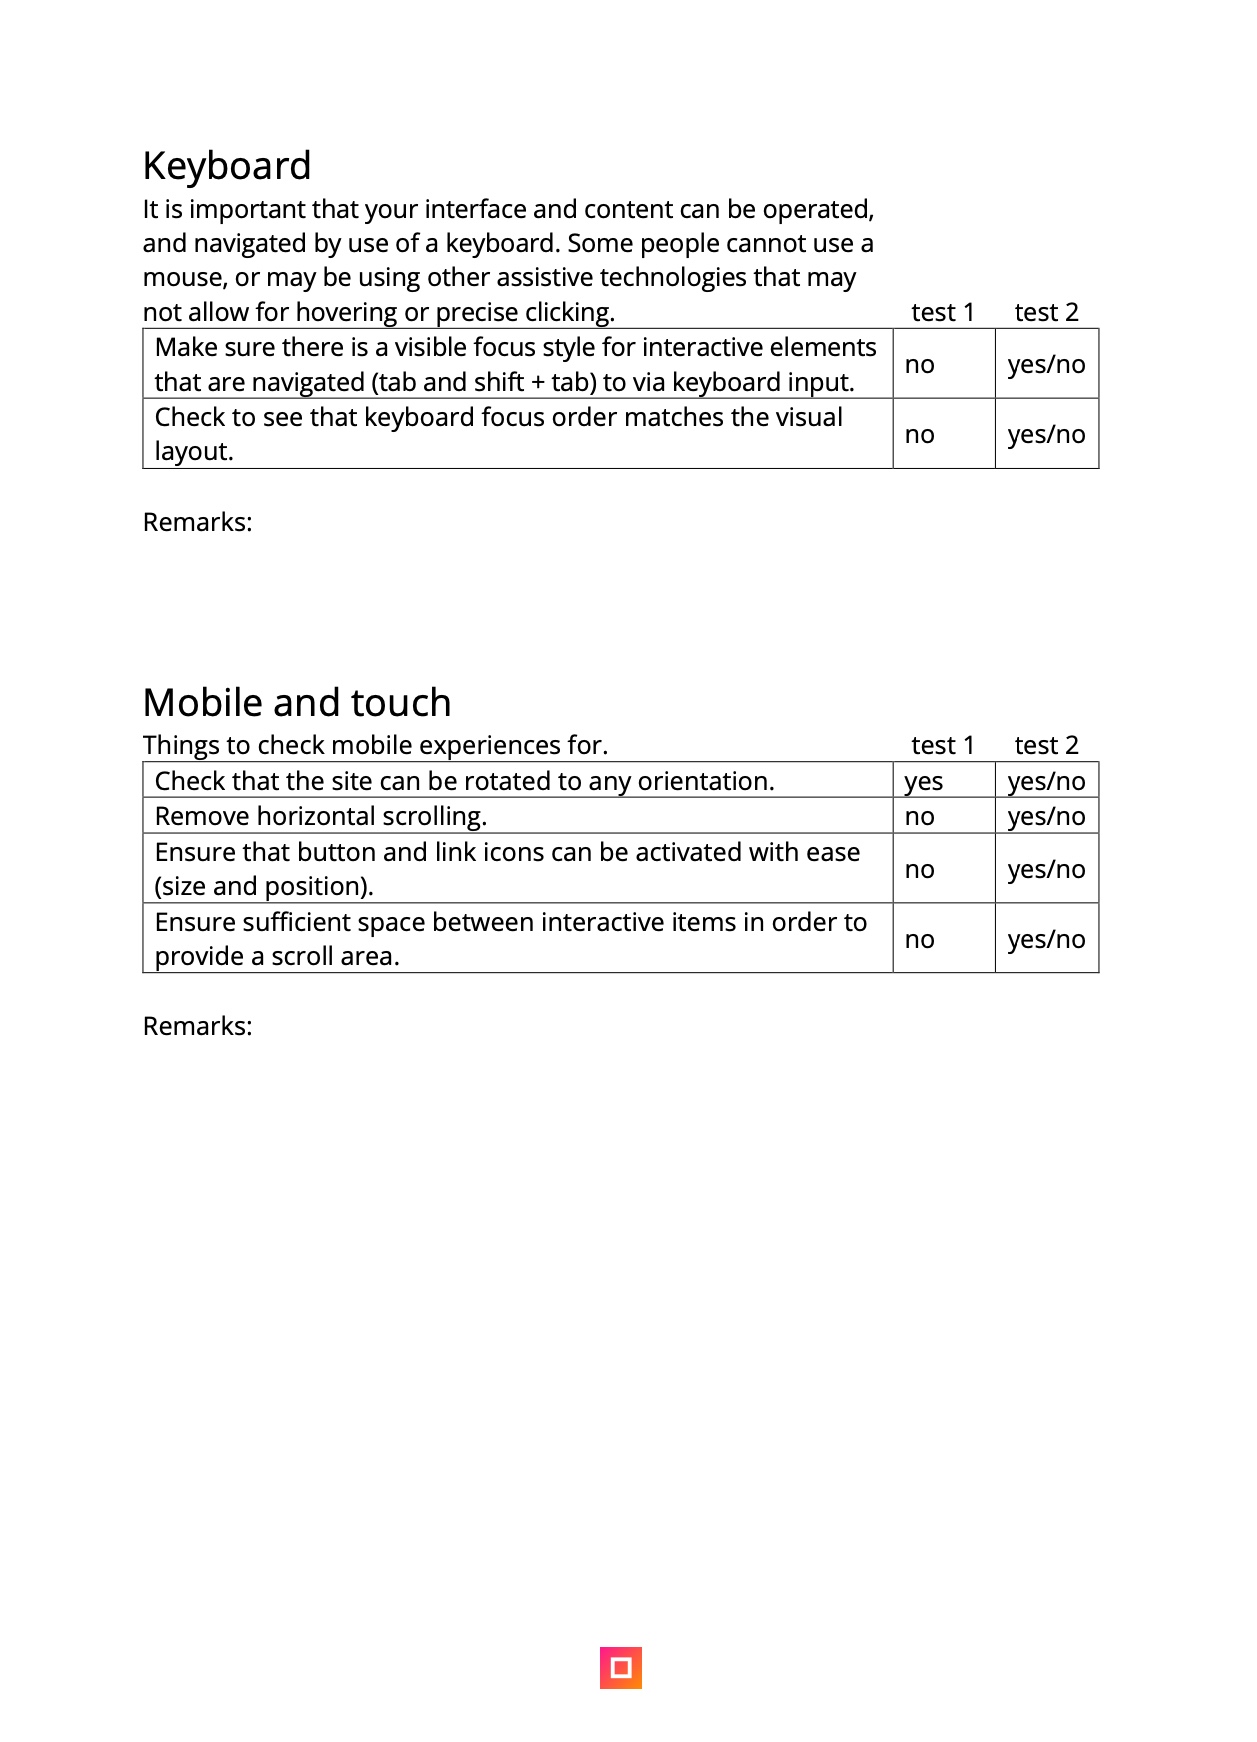 Keyboard
It is important that your interface and content can be operated,
and navigated by use of a keyboard. Some people cannot use a
mouse, or may be using other assistive technologies that may
not allow for hovering or precise clicking. test 1 test 2
Make sure there is a visible focus style for interactive elements
that are navigated (tab and shift + tab) to via keyboard input.
no yes/no
Check to see that keyboard focus order matches the visual
layout.
no yes/no
Remarks:
Mobile and touch
Things to check mobile experiences for. test 1 test 2
Check that the site can be rotated to any orientation. yes yes/no
Remove horizontal scrolling. no yes/no
Ensure that button and link icons can be activated with ease
(size and position).
no yes/no
Ensure sufficient space between interactive items in order to
provide a scroll area.
no yes/no
Remarks: